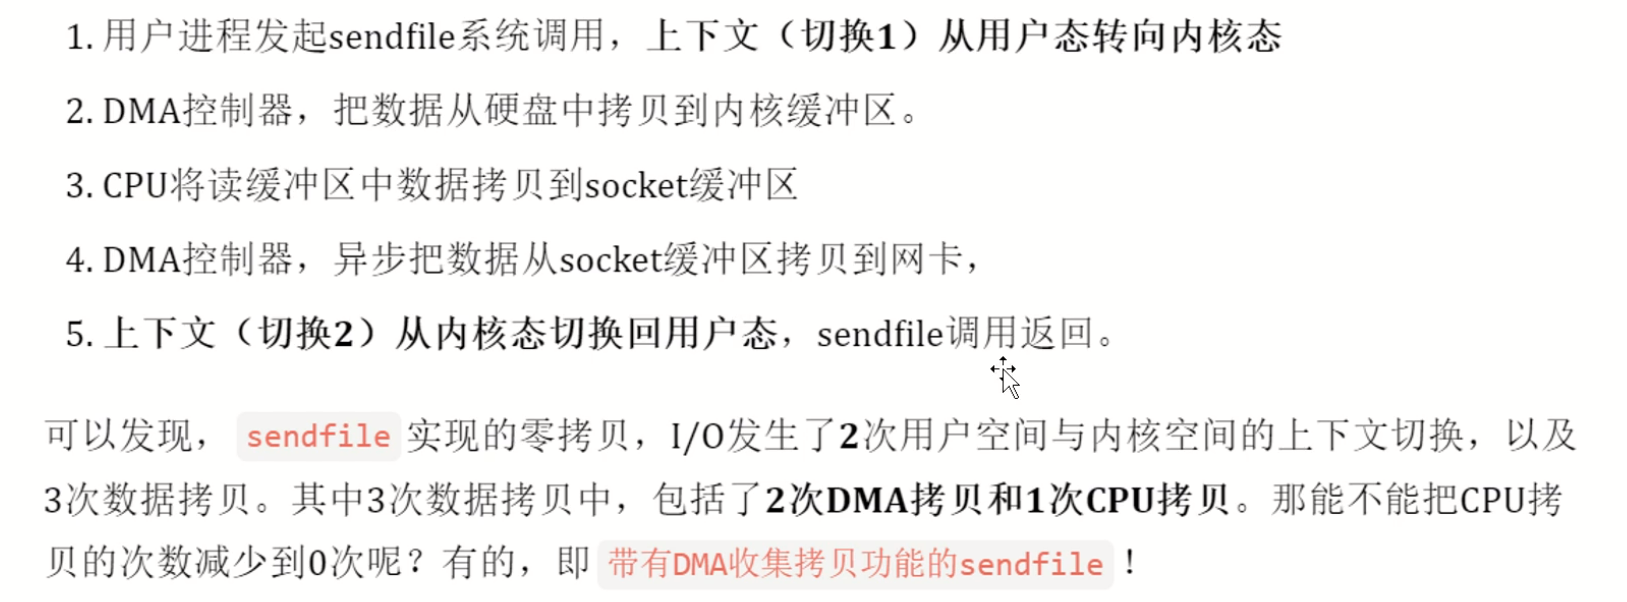 1. 用户进程发起sendfile系统调用，上下文（切换1）从用户态转向内核态
2. DMA控制器，把数据从硬盘中拷贝到内核缓冲区。
3. CPU将读缓冲区中数据拷贝到socket缓冲区
4. DMA控制器，异步把数据从socket缓冲区拷贝到网卡，
5. 上下文（切换2）从内核态切换回用户态，sendfile调用返回。
可以发现， sendfile 实现的零拷贝，I/O发生了2次用户空间与内核空间的上下文切换，以及
3次数据拷贝。其中3次数据拷贝中，包括了2次DMA拷贝和1次CPU拷贝。那能不能把CPU拷
贝的次数减少到0次呢？有的，即 带有DMA收集拷贝功能的sendfile ！